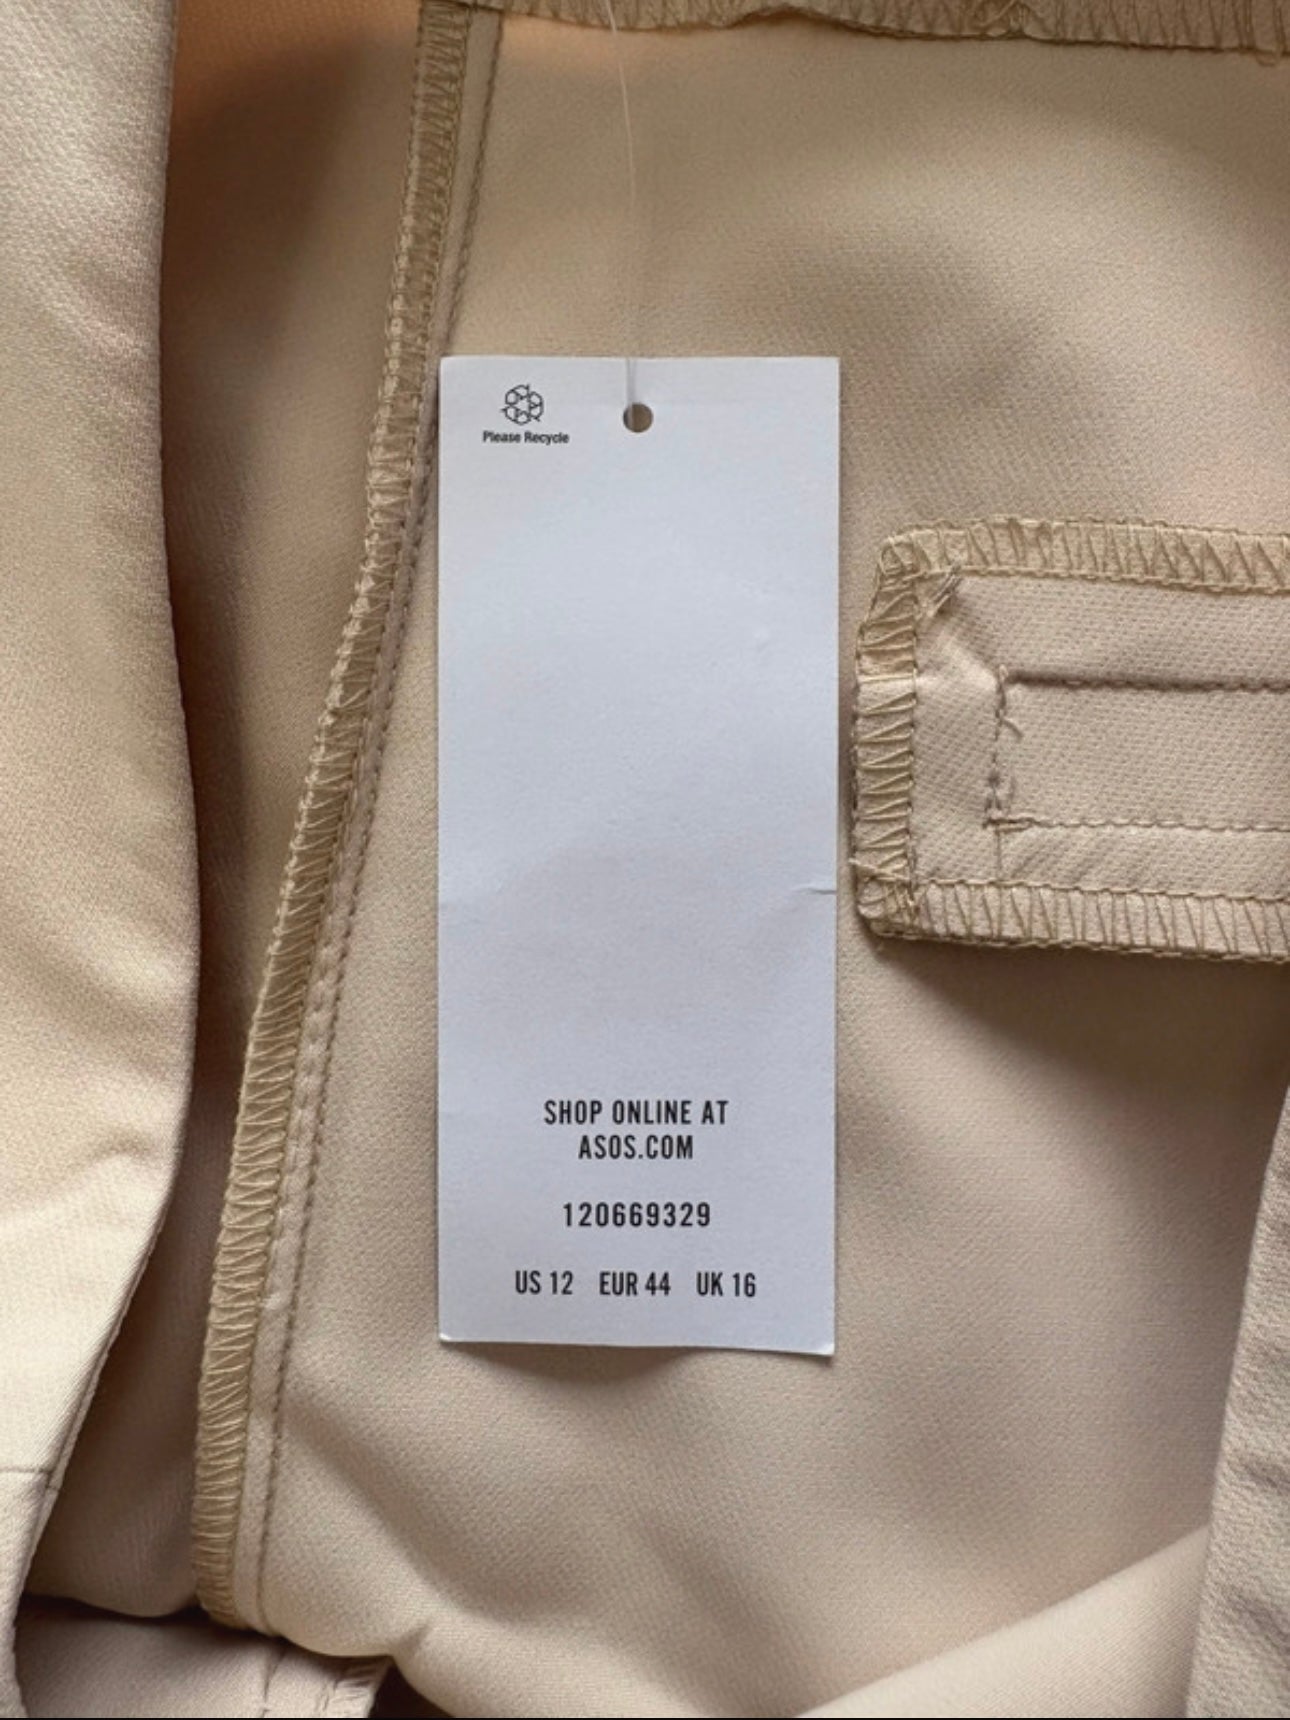 Please Recycle
SHOP ONLINE AT
ASOS.COM
120669329
US 12 EUR 44 UK 16